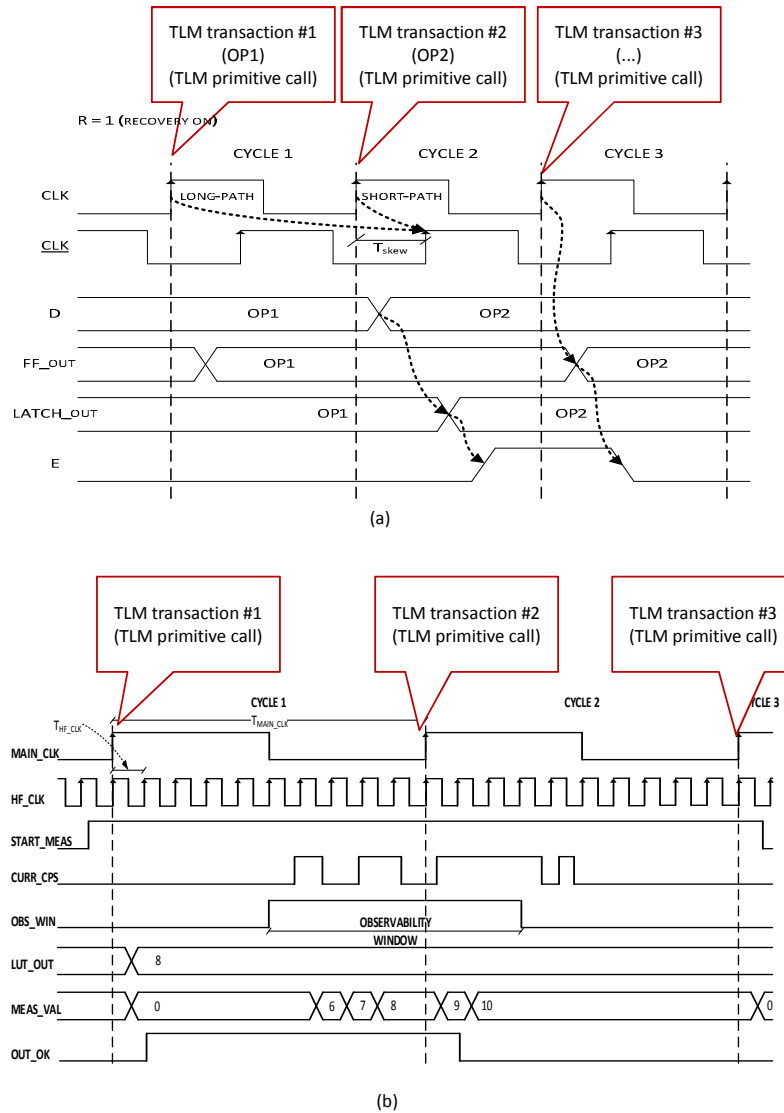 TLM transaction #1
(OP1)
(TLM primitive call)
TLM transaction #2
(OP2)
(TLM primitive call)
TLM transaction #3
(...)
(TLM primitive call)
R = 1 (RECOVERY ON)
CYCLE 1 CYCLE 2 CYCLE 3
CLK LONG-PATH SHORT-PATH
CLK Tskew
D OP1 OP2
FF_OUT OP1 OP2
LATCH_OUT OP1 OP2
E
(a)
TLM transaction #1
(TLM primitive call)
TLM transaction #2
(TLM primitive call)
TLM transaction #3
(TLM primitive call)
CYCLE 1 CYCLE 2 YCLE 3
THF_CLK TMAIN_CLK
MAIN_CLK
HF_CLK
START_MEAS
CURR_CPS
OBS_WIN OBSERVABILITY
WINDOW
LUT_OUT 8
MEAS_VAL 0 6 7 8 9 10 0
OUT_OK
(b)